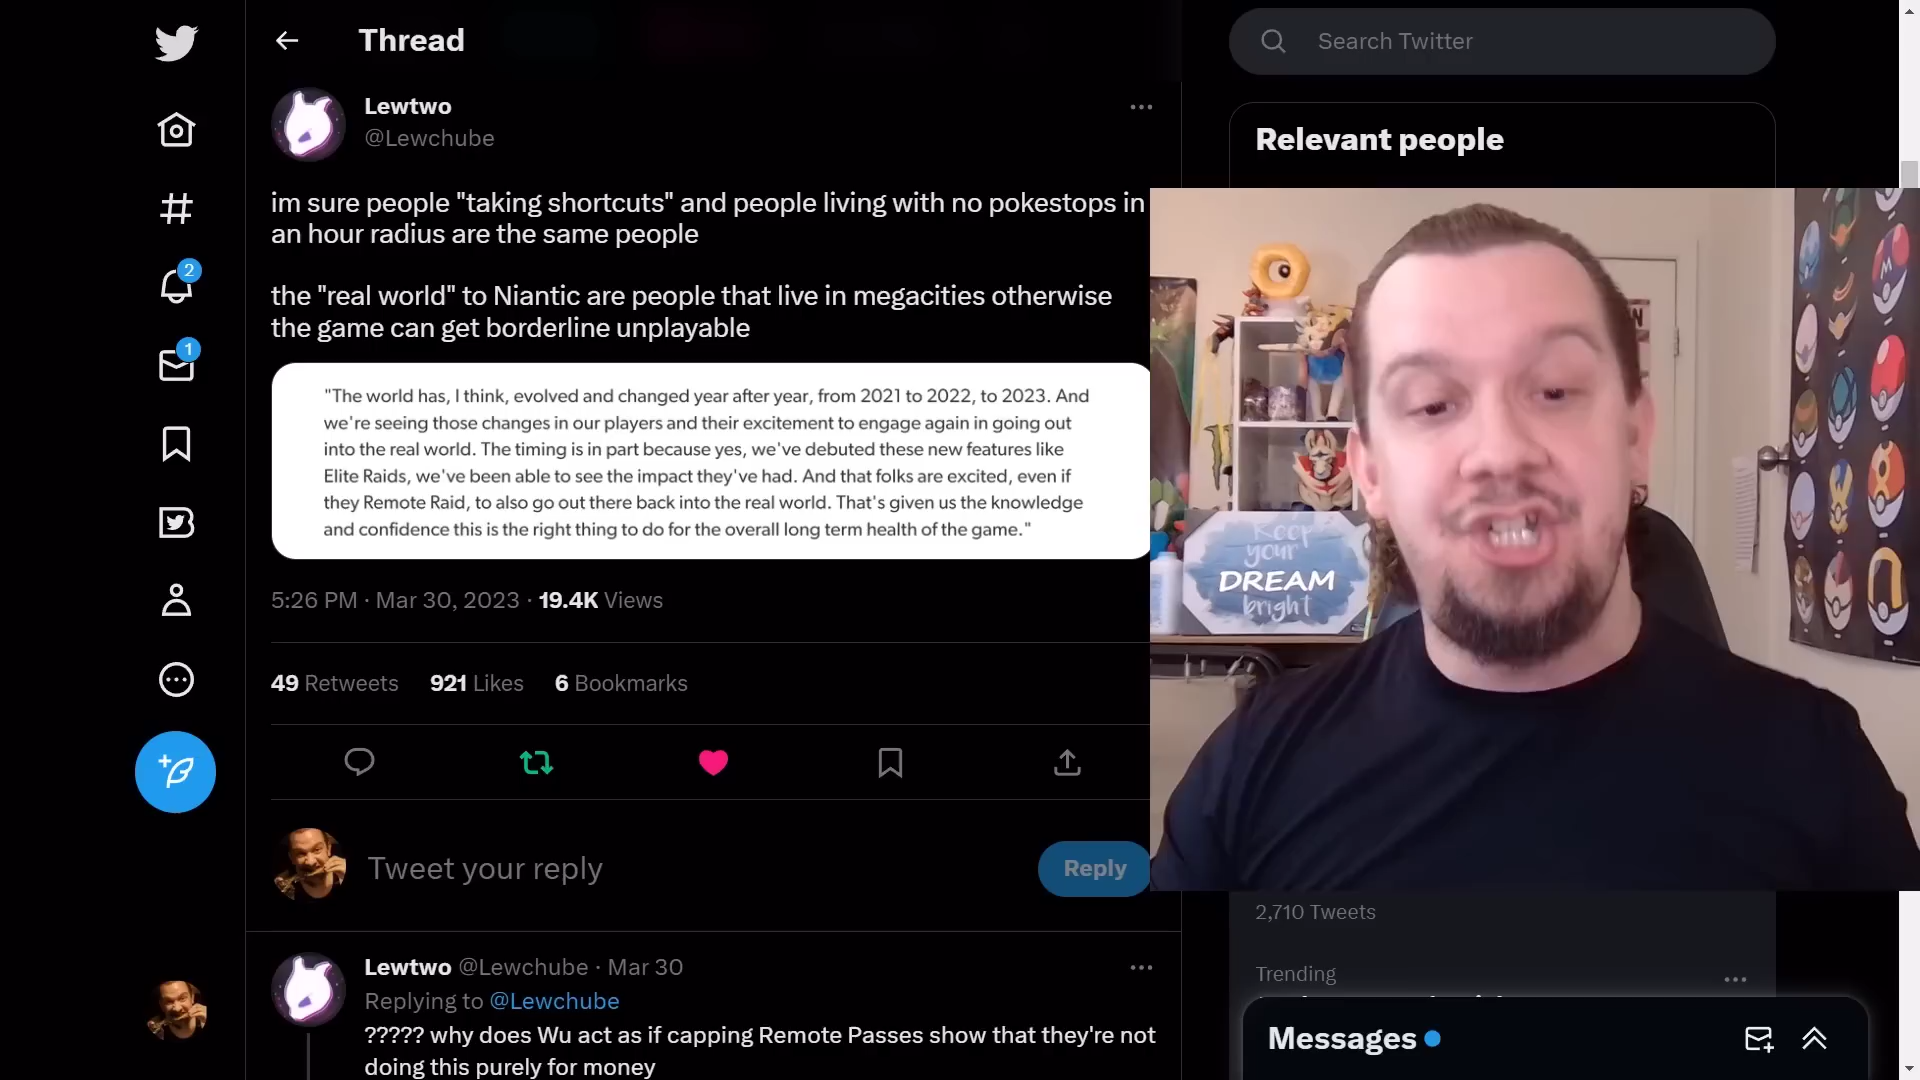 Thread
Search Twitter
Lewtwo
@Lewchube
Relevant people
im sure people "taking shortcuts" and people living with no pokestops in
an hour radius are the same people
the "real world" to Niantic are people that live in megacities otherwise
the game can get borderline unplayable
"The world has, I think, evolved and changed year after year, from 2021 to 2022, to 2023. And
we're seeing those changes in our players and their excitement to engage again in going out
into the real world. The timing is in part because yes, we've debuted these new features like
Elite Raids, we've been able to see the impact they've had. And that folks are excited, even if
they Remote Raid, to also go out there back into the real world. That's given us the knowledge
and confidence this is the right thing to do for the overall long term health of the game."
Keep
your
DREAM
bright
5:26 PM · Mar 30, 2023 · 19.4K Views
49 Retweets 921 Likes 6 Bookmarks
Tweet your reply
Reply
2
1
2,710 Tweets
Trending
Lewtwo @Lewchube · Mar 30
Replying to @Lewchube
????? why does Wu act as if capping Remote Passes show that they're not
doing this purely for money
Messages